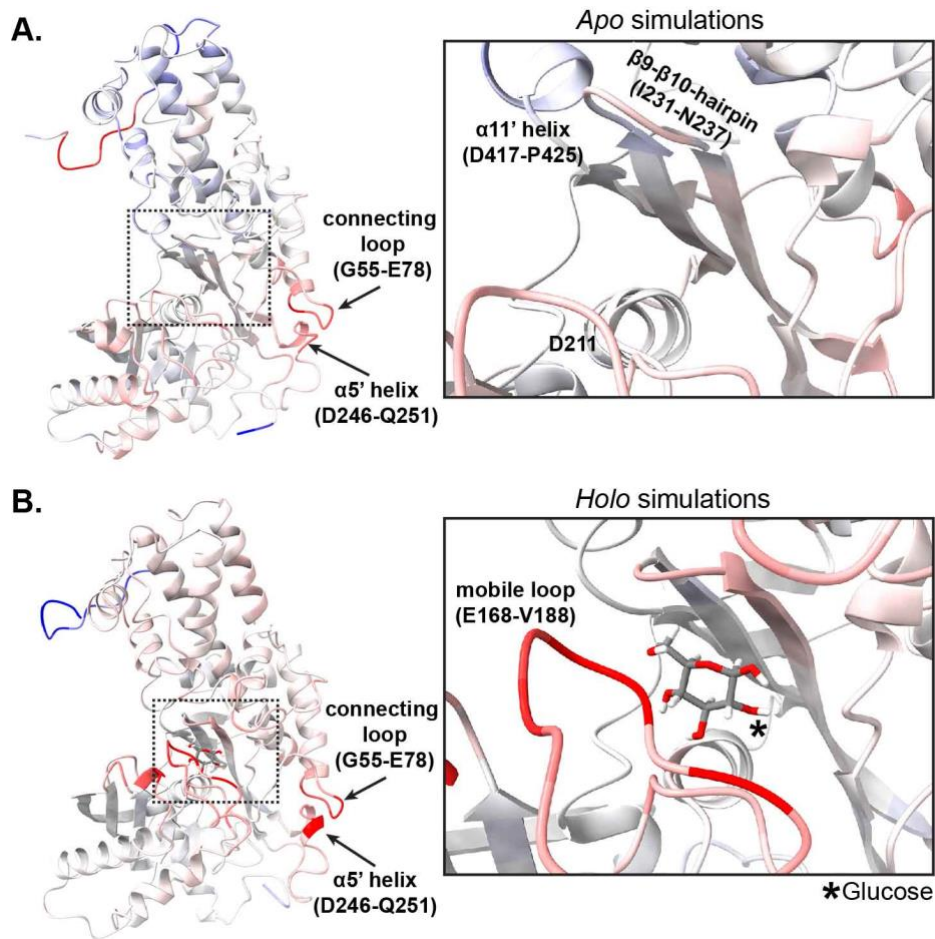 A.
Apo simulations
connecting
loop
(G55-E78)
α5' helix
(D246-Q251)
α11' helix
(D417-P425)
β9-β10-hairpin
(I231-N237)
D211
B.
Holo simulations
connecting
loop
(G55-E78)
α5' helix
(D246-Q251)
mobile loop
(E168-V188)
*
*Glucose